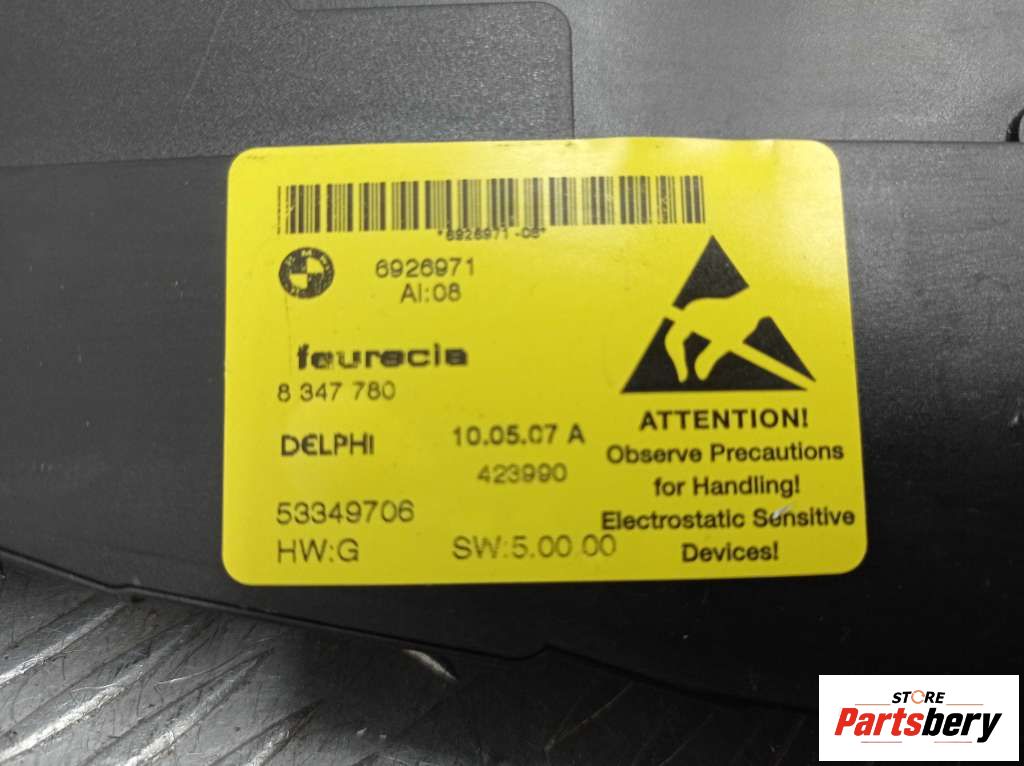 *6926971-08*
6926971
AI:08
faurecia
8 347 780
DELPHI
10.05.07 A
423990
53349706
HW:G
SW:5.00.00
ATTENTION!
Observe Precautions
for Handling!
Electrostatic Sensitive
Devices!
STORE
Partsbery